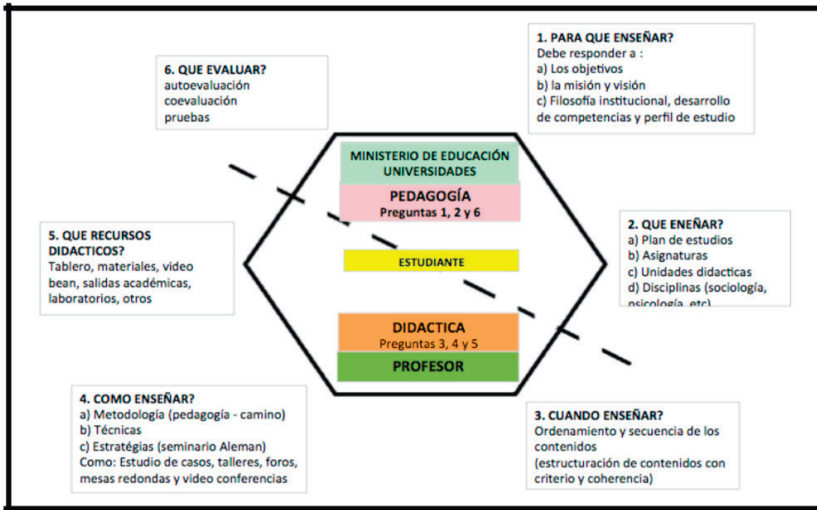 1. PARA QUE ENSEÑAR?
Debe responder a :
a) Los objetivos
b) la misión y visión
c) Filosofía institucional, desarrollo
de competencias y perfil de estudio
6. QUE EVALUAR?
autoevaluación
coevaluación
pruebas
MINISTERIO DE EDUCACIÓN
UNIVERSIDADES
PEDAGOGÍA
Preguntas 1, 2 y 6
2. QUE ENEÑAR?
a) Plan de estudios
b) Asignaturas
c) Unidades didacticas
d) Disciplinas (sociología,
psicología, etc)
5. QUE RECURSOS
DIDACTICOS?
Tablero, materiales, video
bean, salidas académicas,
laboratorios, otros
ESTUDIANTE
DIDACTICA
Preguntas 3, 4 y 5
PROFESOR
4. COMO ENSEÑAR?
a) Metodología (pedagogía - camino)
b) Técnicas
c) Estratégias (seminario Aleman)
Como: Estudio de casos, talleres, foros,
mesas redondas y video conferencias
3. CUANDO ENSEÑAR?
Ordenamiento y secuencia de los
contenidos
(estructuración de contenidos con
criterio y coherencia)